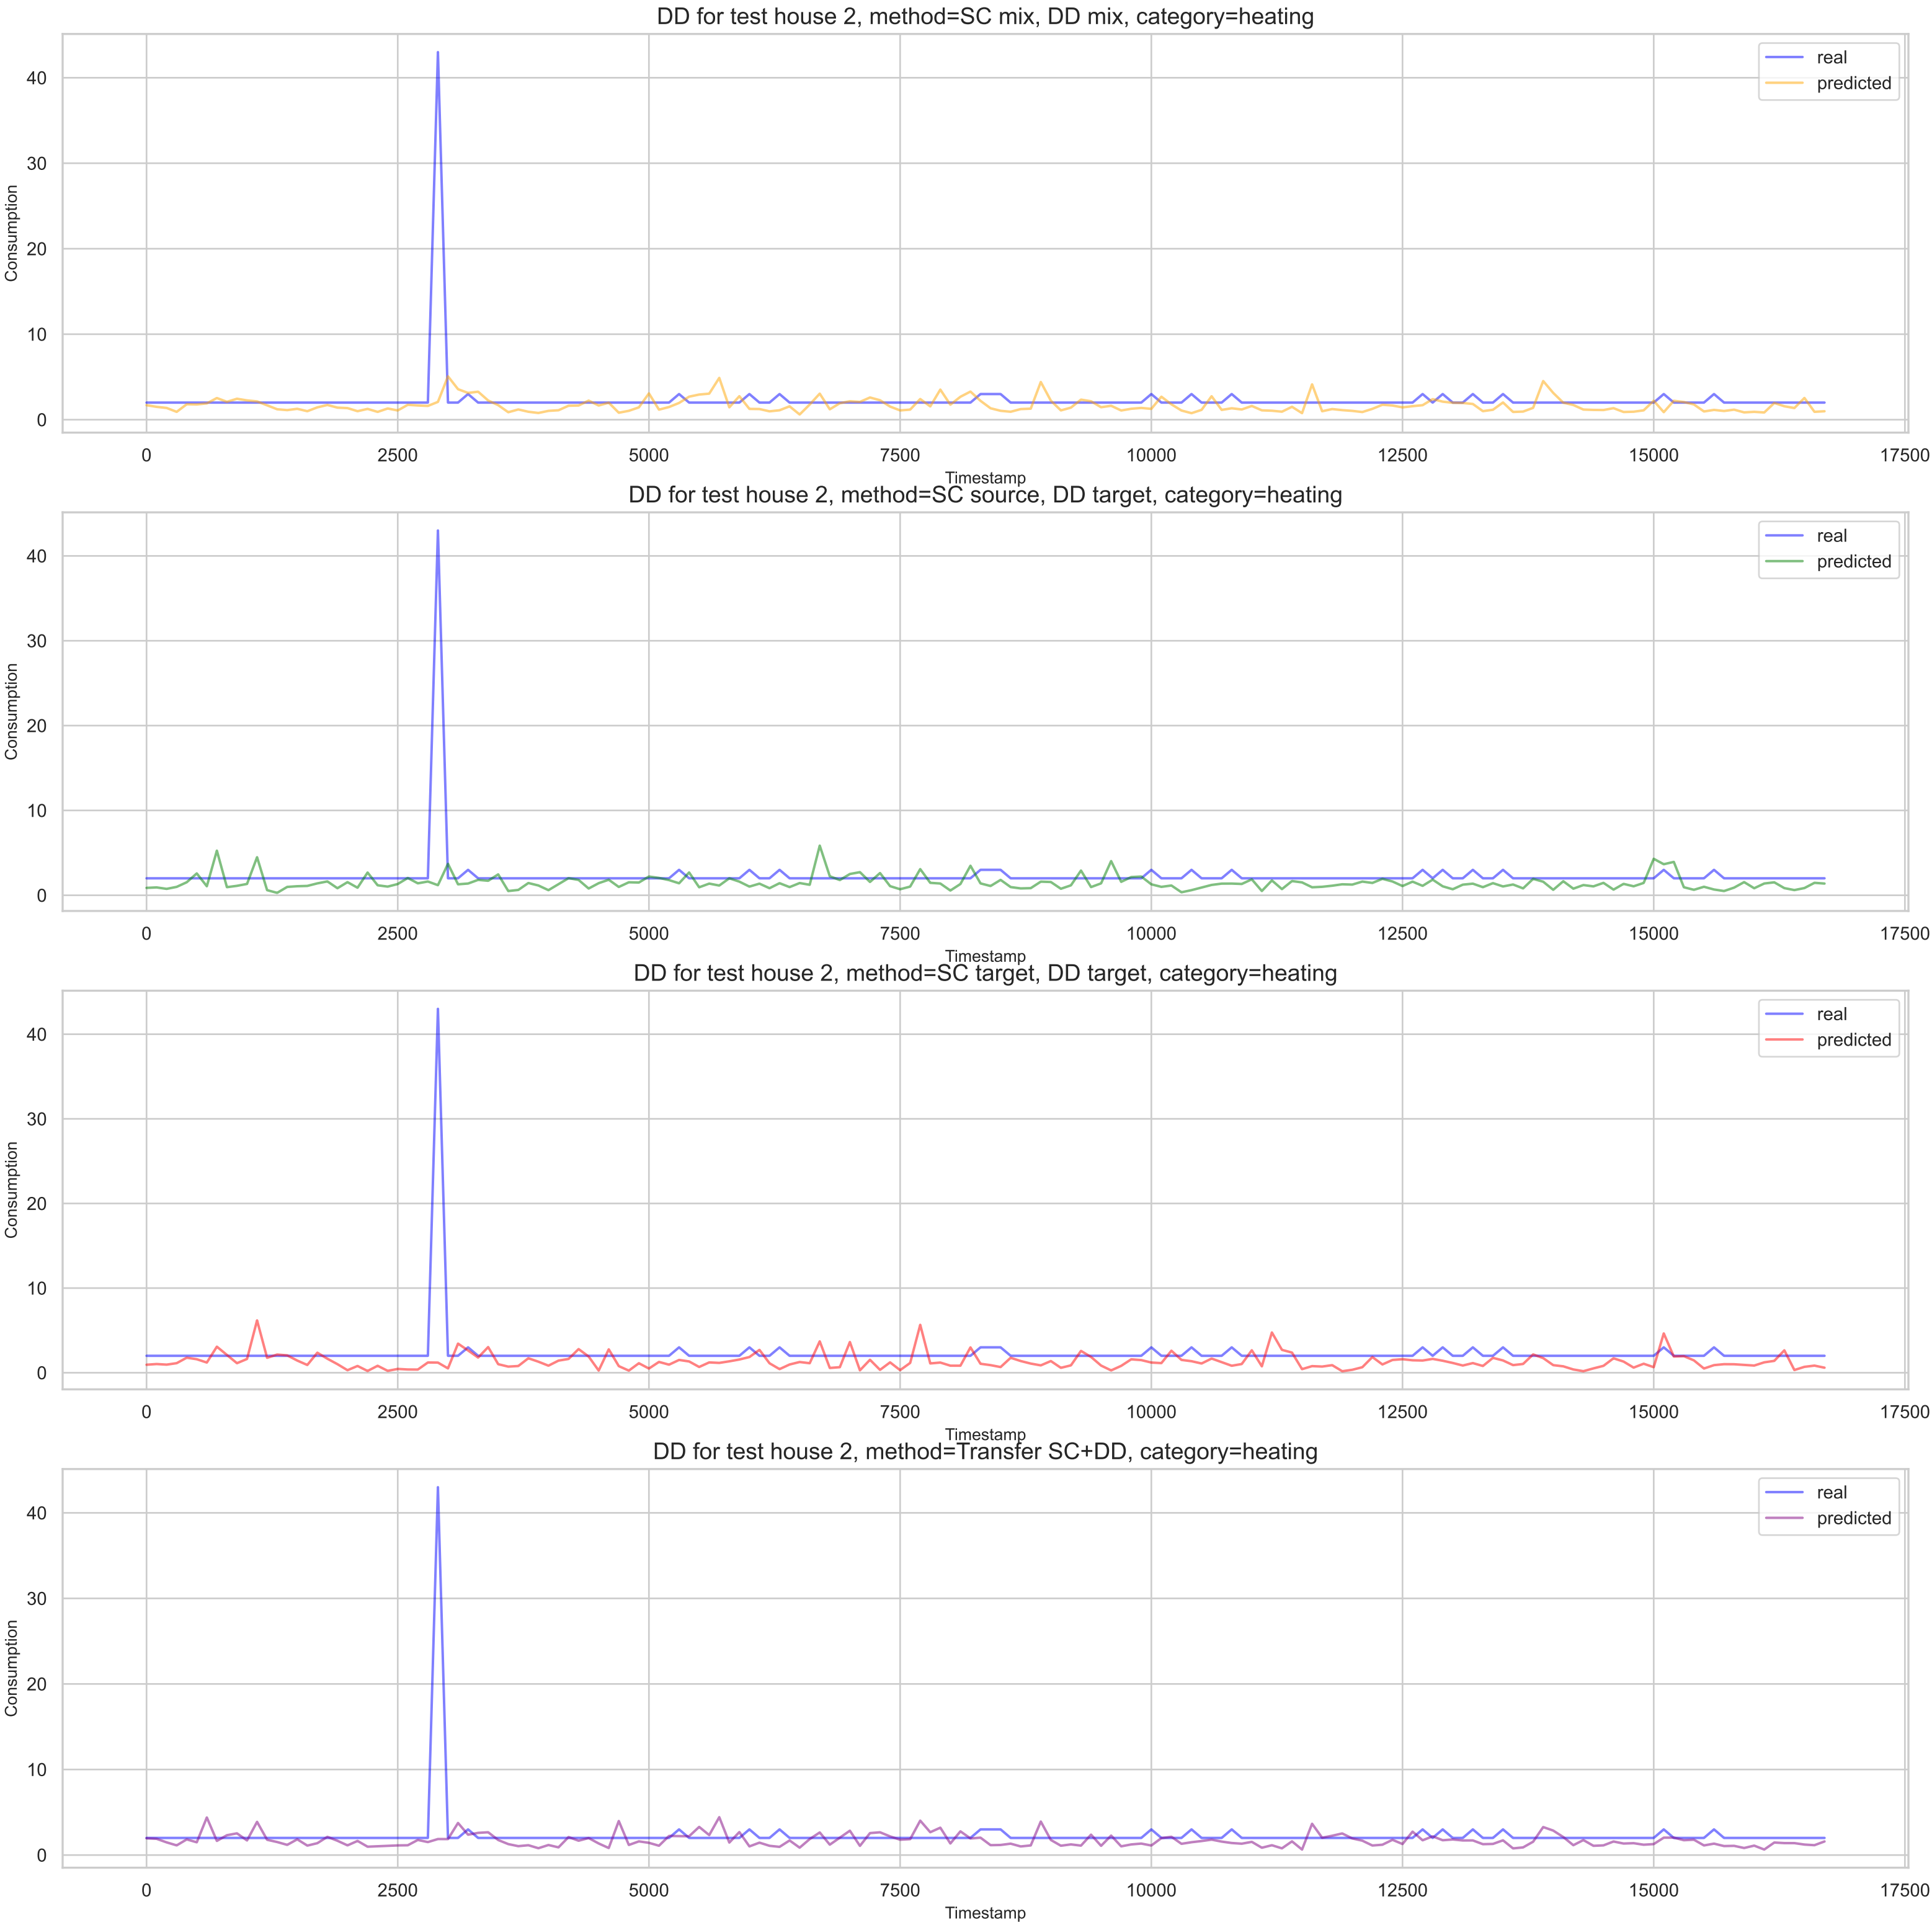 DD for test house 2, method=SC mix, DD mix, category=heating
real
predicted
40
30
20
10
0
Consumption
0 2500 5000 7500 10000 12500 15000 17500
Timestamp
DD for test house 2, method=SC source, DD target, category=heating
real
predicted
40
30
20
10
0
Consumption
0 2500 5000 7500 10000 12500 15000 17500
Timestamp
DD for test house 2, method=SC target, DD target, category=heating
real
predicted
40
30
20
10
0
Consumption
0 2500 5000 7500 10000 12500 15000 17500
Timestamp
DD for test house 2, method=Transfer SC+DD, category=heating
real
predicted
40
30
20
10
0
Consumption
0 2500 5000 7500 10000 12500 15000 17500
Timestamp